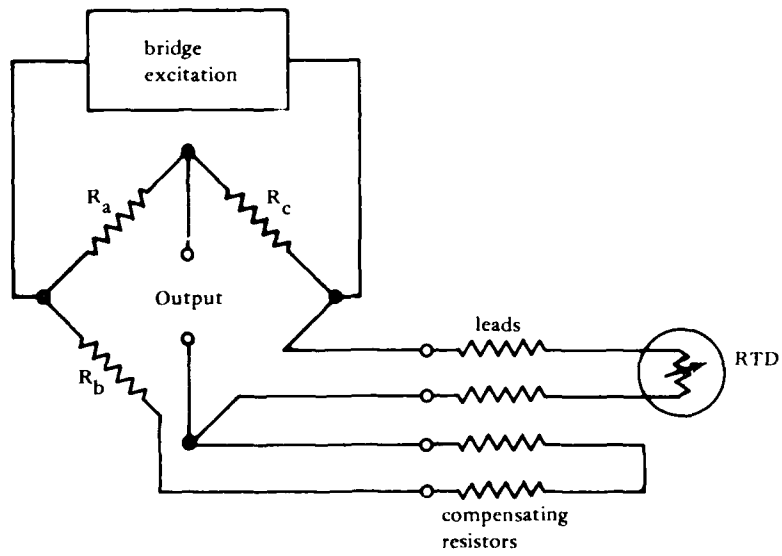 bridge
excitation
Ra
Rc
Output
Rb
leads
RTD
compensating
resistors